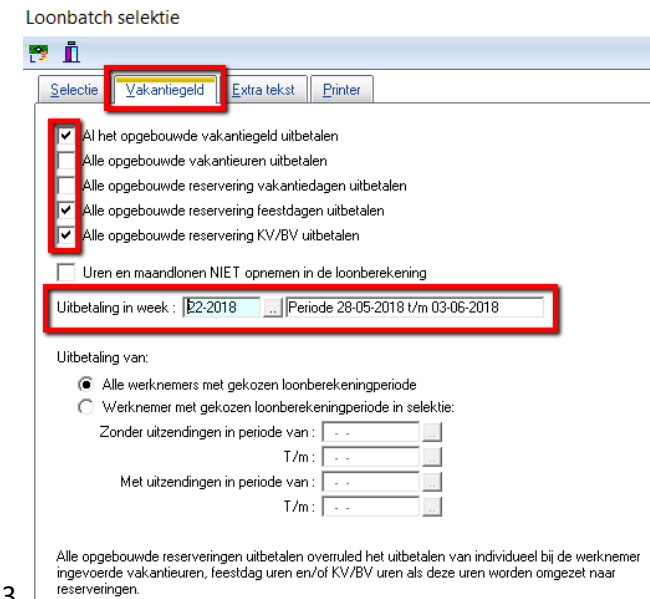 Loonbatch selektie
Selectie Vakantiegeld Extra tekst Printer
Al het opgebouwde vakantiegeld uitbetalen
Alle opgebouwde vakantieuren uitbetalen
Alle opgebouwde reservering vakantiedagen uitbetalen
Alle opgebouwde reservering feestdagen uitbetalen
Alle opgebouwde reservering KV/BV uitbetalen
Uren en maandlonen NIET opnemen in de loonberekening
Uitbetaling in week : 22-2018 .. Periode 28-05-2018 t/m 03-06-2018
Uitbetaling van:
Alle werknemers met gekozen loonberekeningperiode
Werknemer met gekozen loonberekeningperiode in selektie:
Zonder uitzendingen in periode van : - - ..
T/m : - - ..
Met uitzendingen in periode van : - - ..
T/m : - - ..
Alle opgebouwde reserveringen uitbetalen overruled het uitbetalen van individueel bij de werknemer
ingevoerde vakantieuren, feestdag uren en/of KV/BV uren als deze uren worden omgezet naar
3 reserveringen.